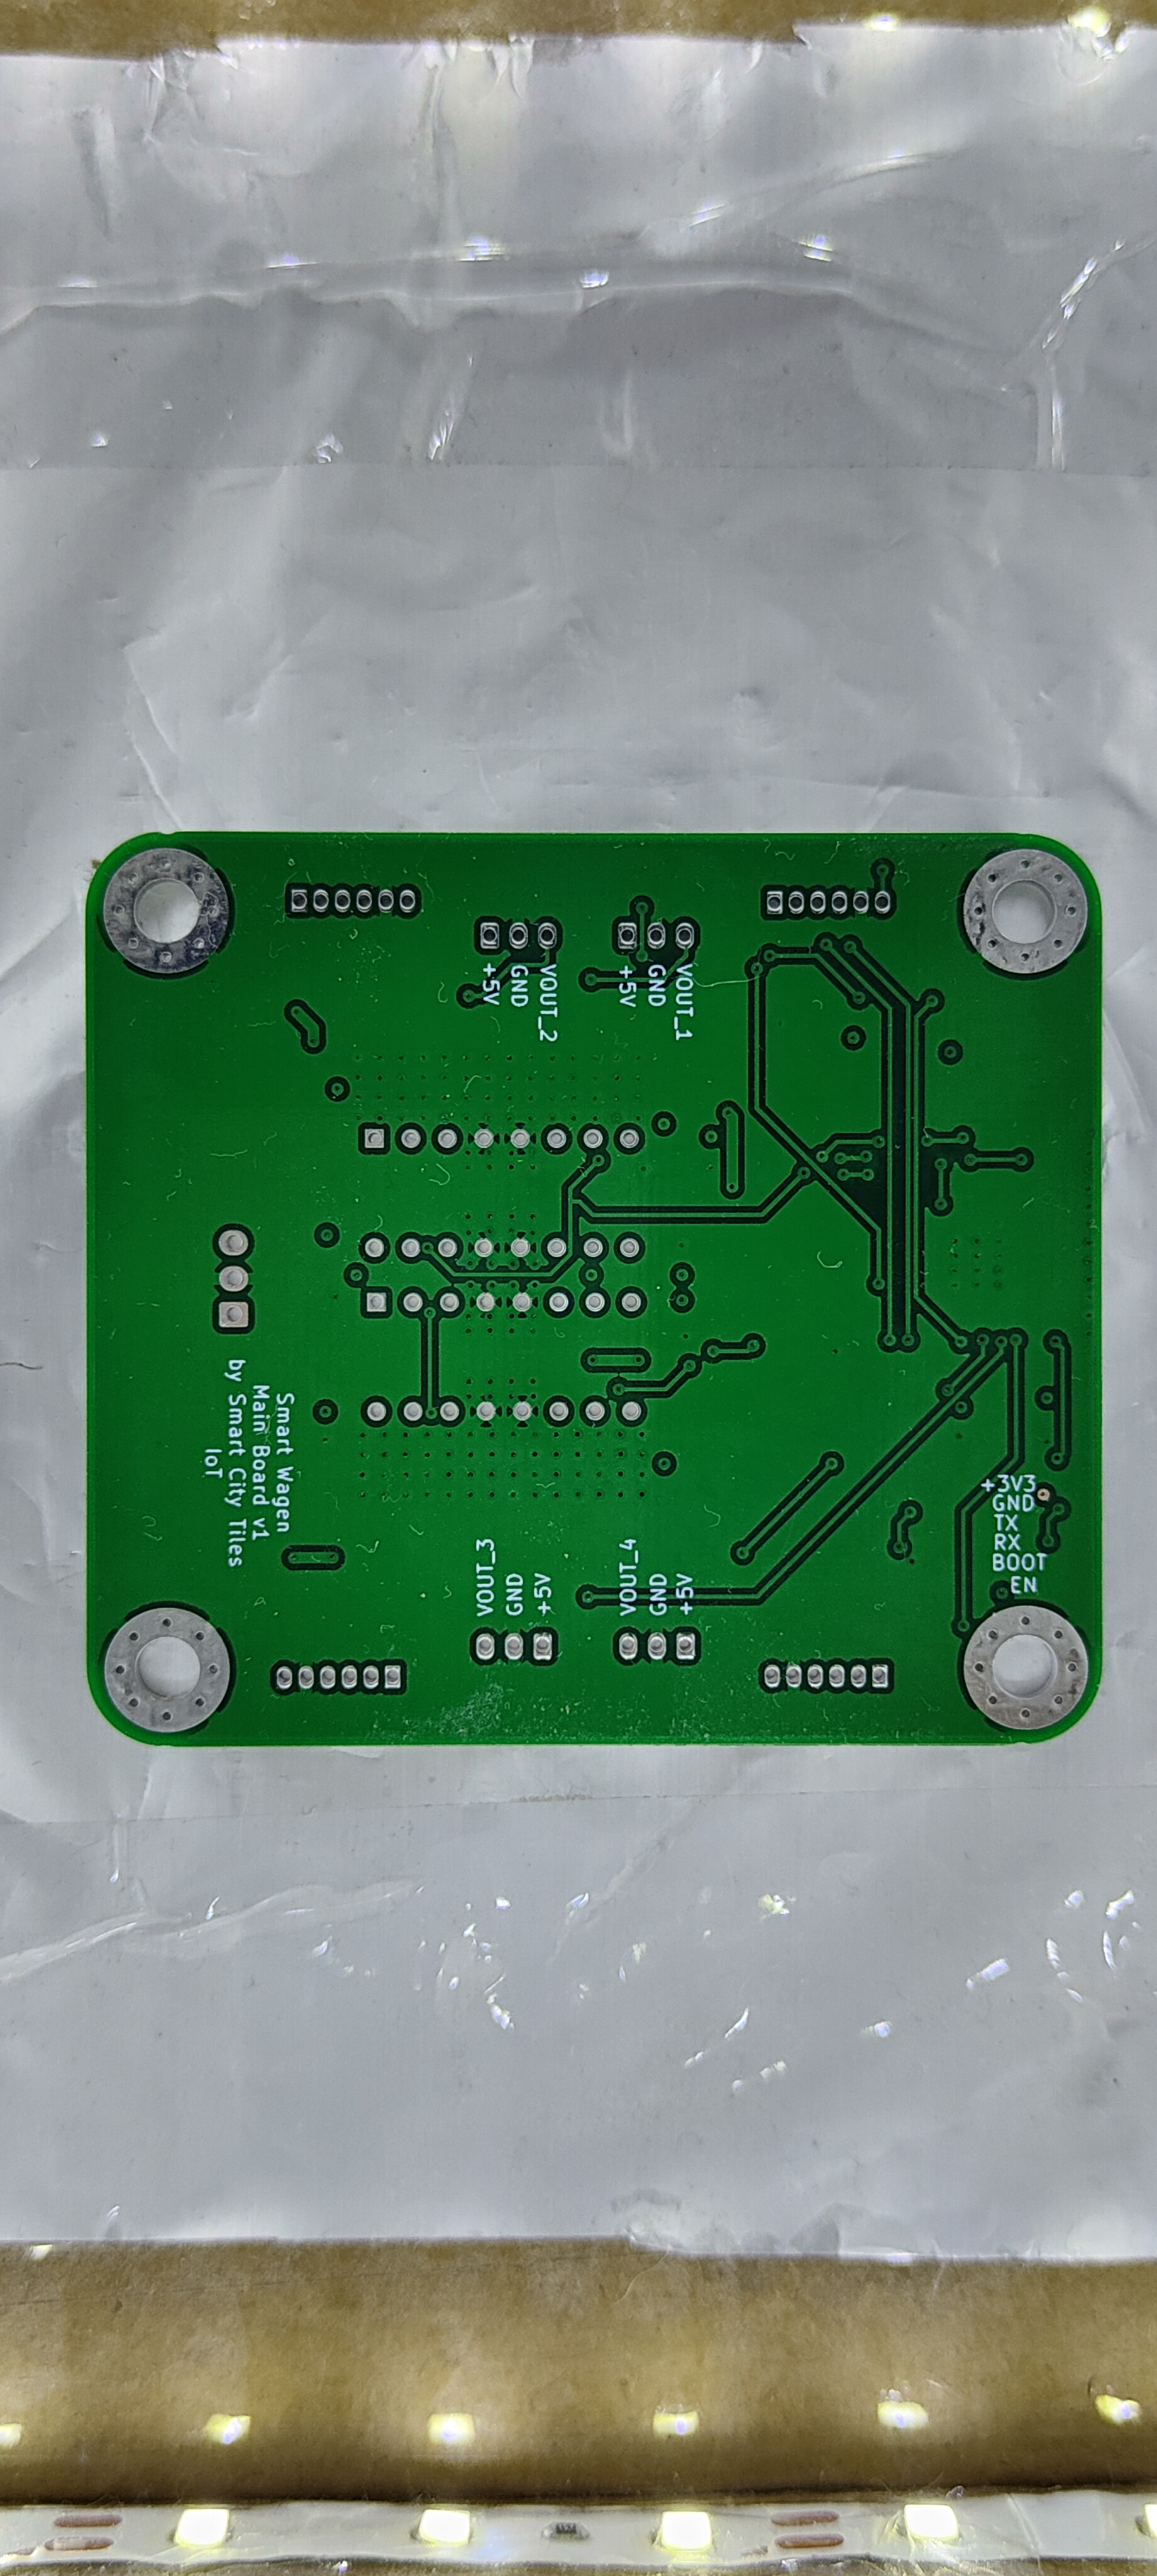 +5V
GND
VOUT_2
+5V
GND
VOUT_1
Smart Wagen
Main Board v1
by Smart City Tiles
IoT
+3V3
GND
TX
RX
BOOT
EN
VOUT_3
GND
+5V
VOUT_4
GND
+5V